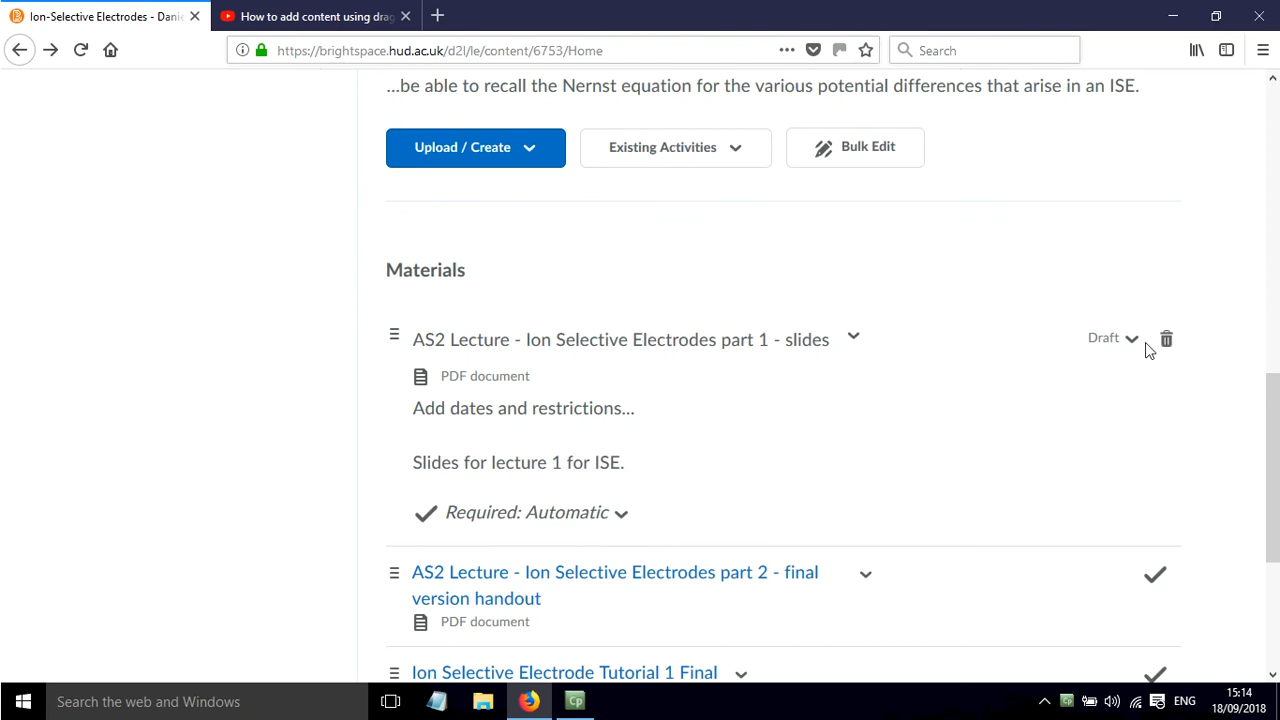 Ion-Selective Electrodes - Danie
How to add content using drag
https://brightspace.hud.ac.uk/d2l/le/content/6753/Home
Search
...be able to recall the Nernst equation for the various potential differences that arise in an ISE.
Upload / Create
Existing Activities
Bulk Edit
Materials
AS2 Lecture - Ion Selective Electrodes part 1 - slides
Draft
PDF document
Add dates and restrictions...
Slides for lecture 1 for ISE.
Required: Automatic
AS2 Lecture - Ion Selective Electrodes part 2 - final
version handout
PDF document
Ion Selective Electrode Tutorial 1 Final
Search the web and Windows
Cp
Cp
ENG
15:14
18/09/2018